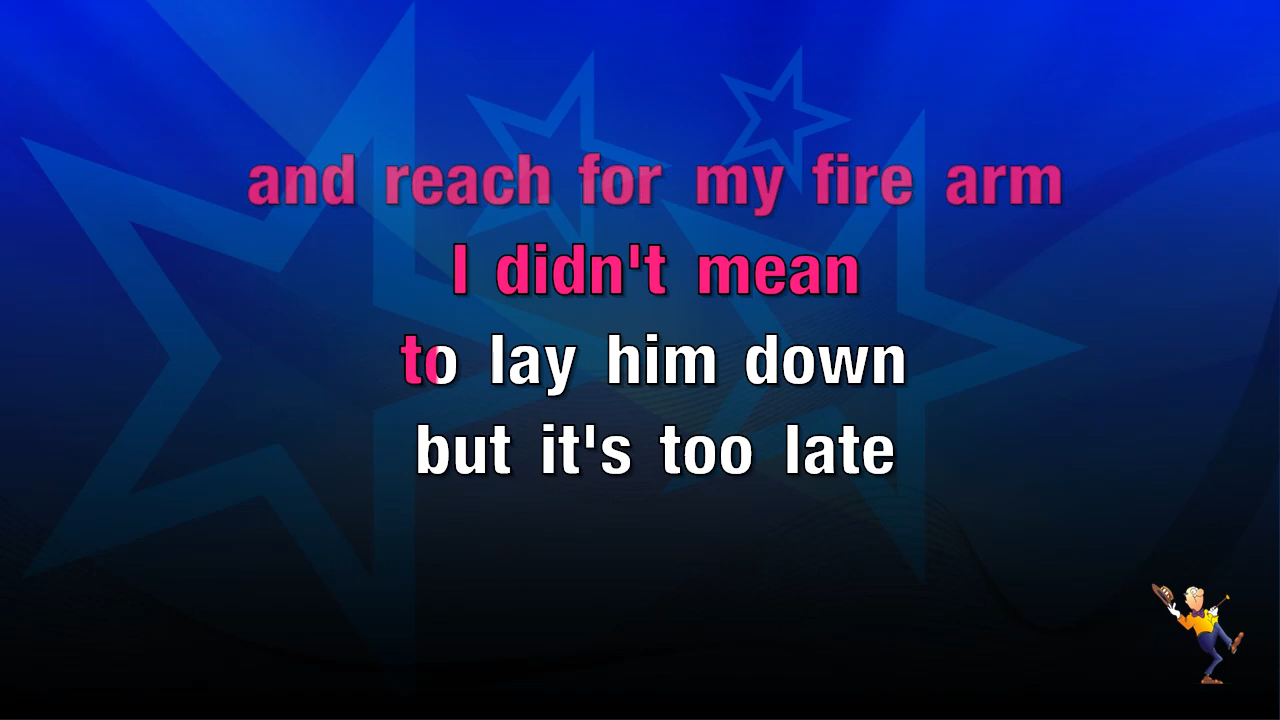 and reach for my fire arm
I didn't mean
to lay him down
but it's too late